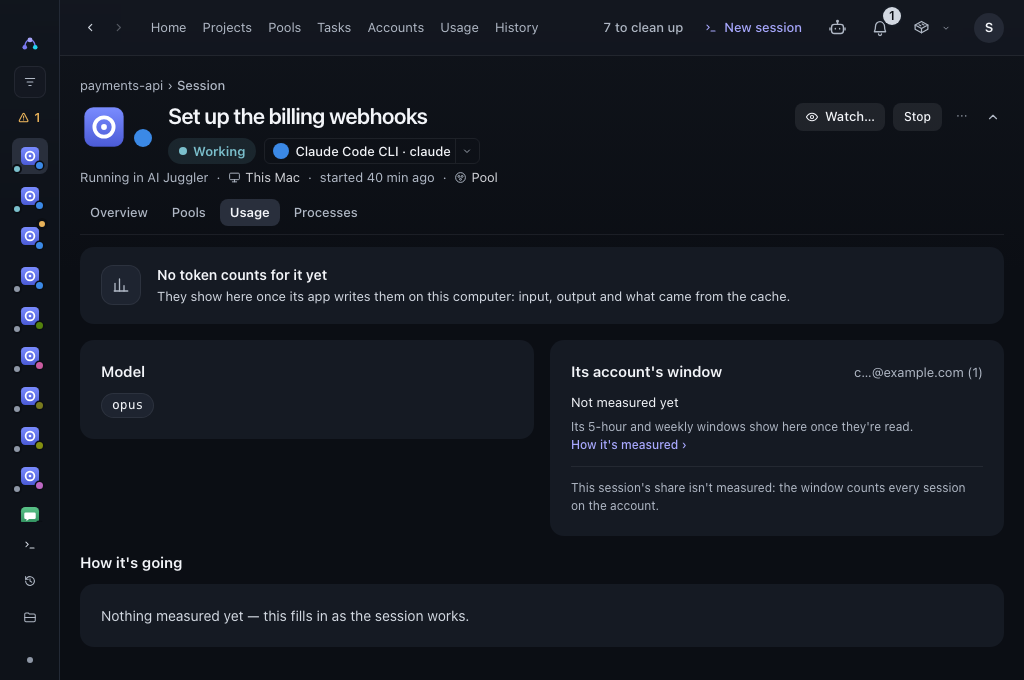 Home Projects Pools Tasks Accounts Usage History 7 to clean up New session 1 S
1
payments-api › Session
Set up the billing webhooks
Watch... Stop
Working Claude Code CLI · claude
Running in AI Juggler · This Mac · started 40 min ago · Pool
Overview Pools Usage Processes
No token counts for it yet
They show here once its app writes them on this computer: input, output and what came from the cache.
Model
opus
Its account's window c...@example.com (1)
Not measured yet
Its 5-hour and weekly windows show here once they're read.
How it's measured ›
This session's share isn't measured: the window counts every session
on the account.
How it's going
Nothing measured yet — this fills in as the session works.